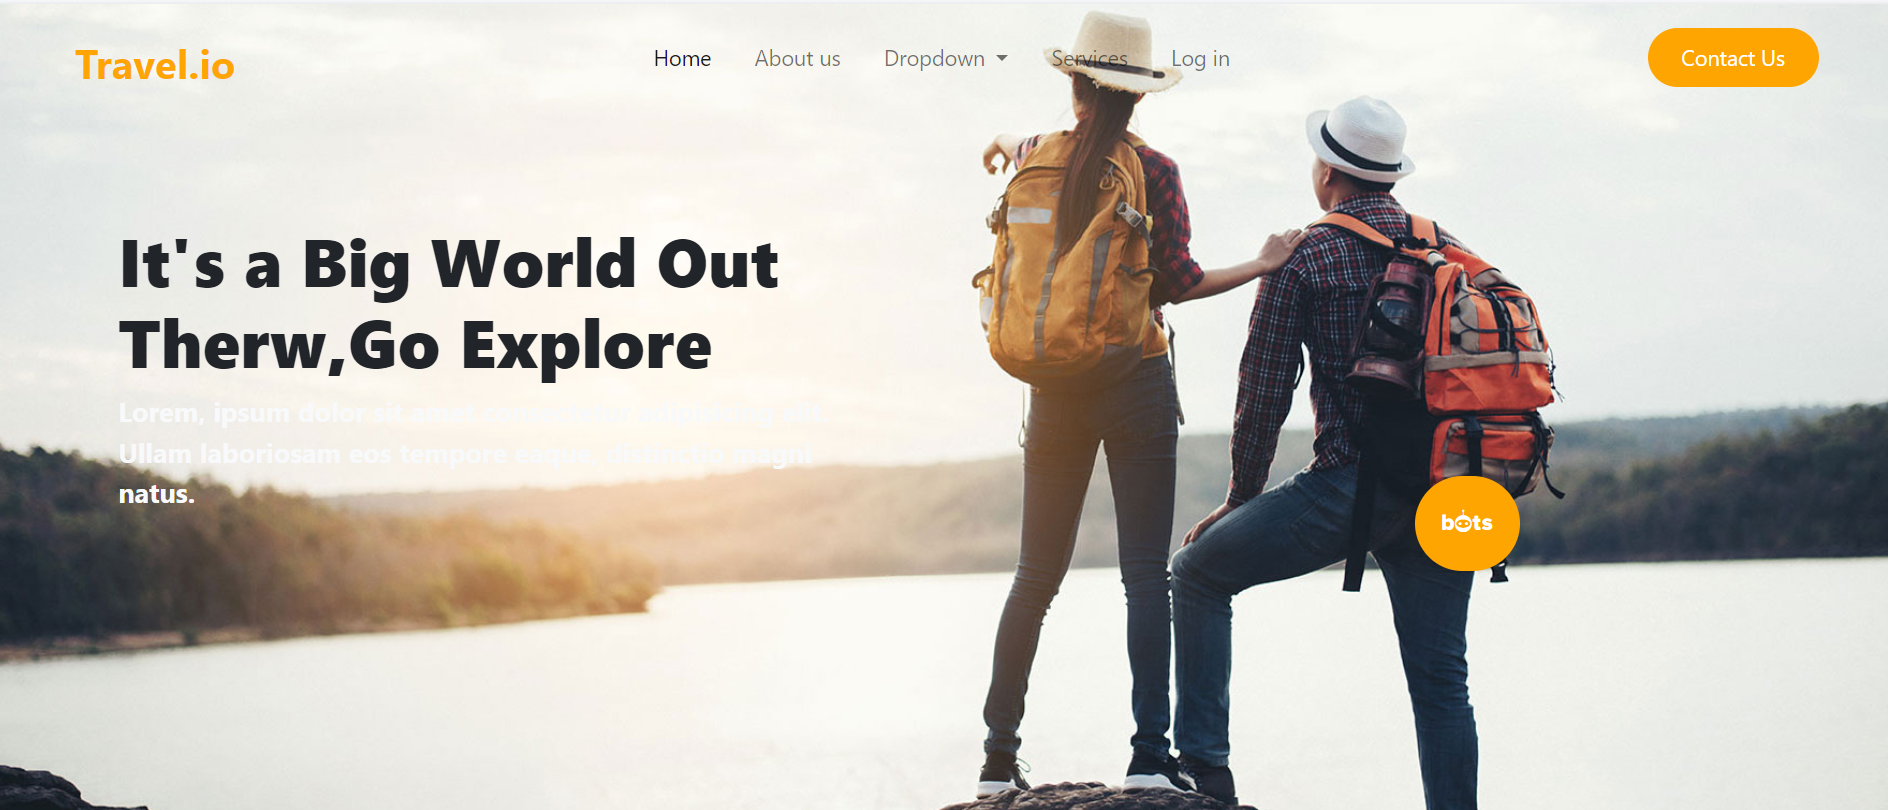 Travel.io
Home About us Dropdown Services Log in
Contact Us
It's a Big World Out
Therw,Go Explore
Lorem, ipsum dolor sit amet consectetur adipisicing elit.
Ullam laboriosam eos tempore eaque. distinctio magni
natus.
bots